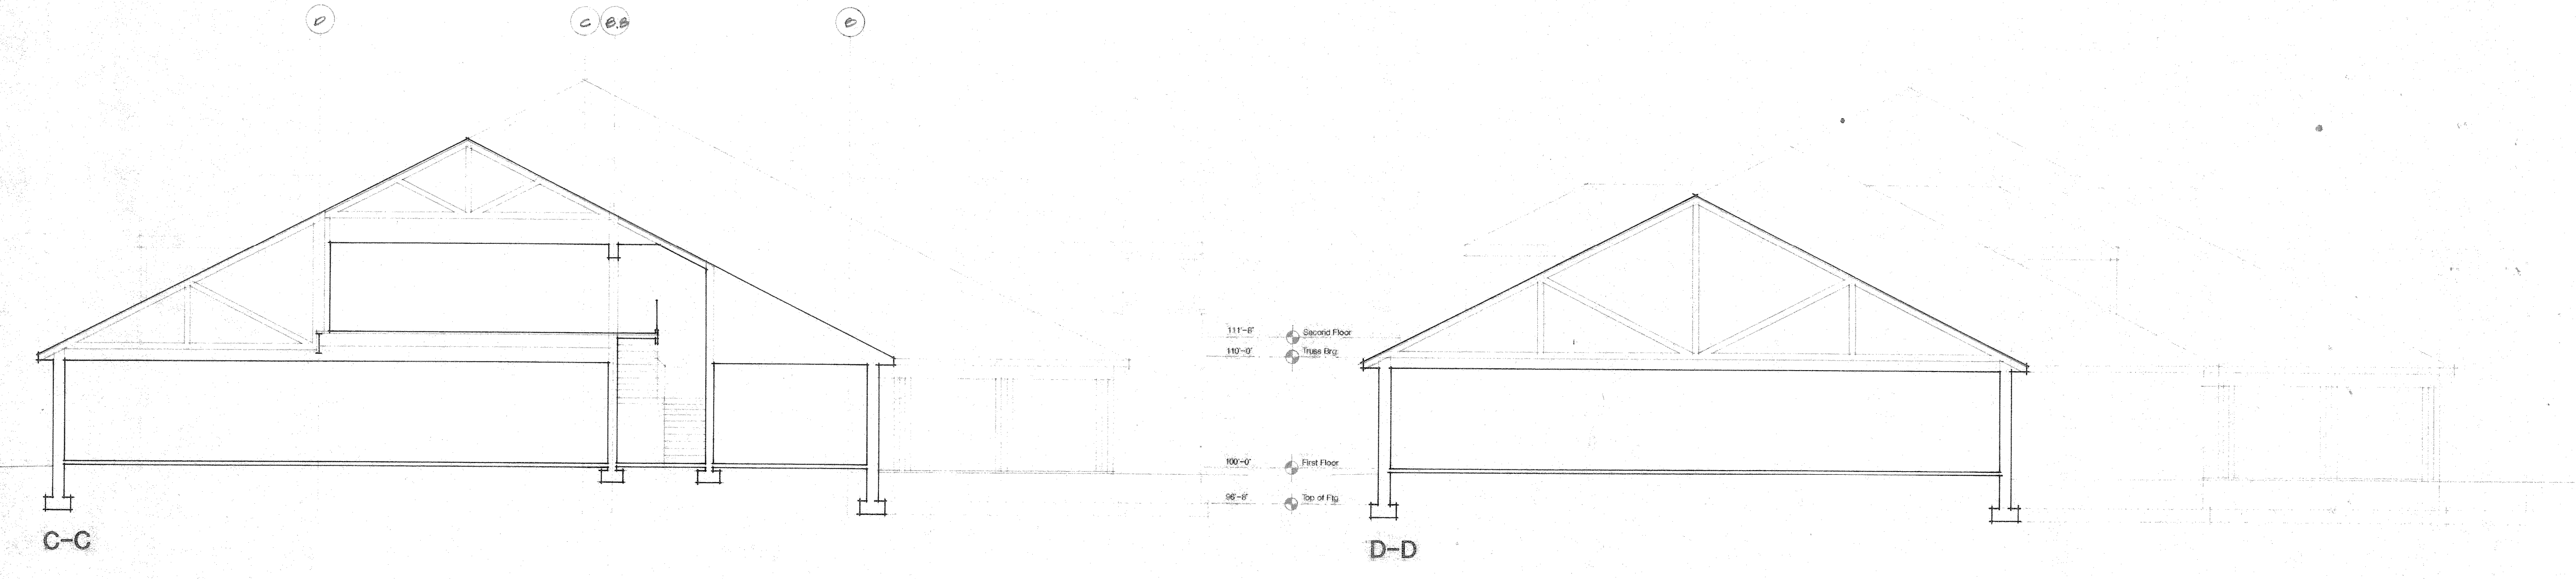 D
C
B.8
B
111'-8" Second Floor
110'-0" Truss Brg.
100'-0" First Floor
96'-8" Top of Ftg.
C-C
D-D